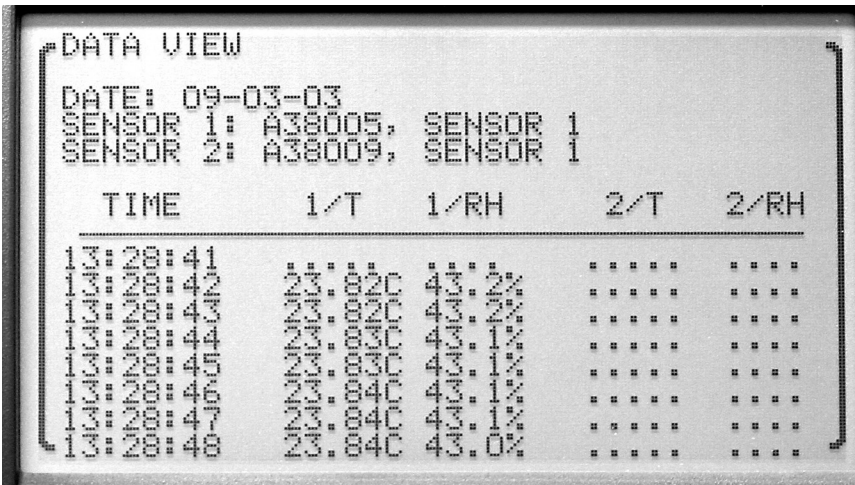 DATA VIEW
DATE: 09-03-03
SENSOR 1: A38005, SENSOR 1
SENSOR 2: A38009, SENSOR 1
TIME 1/T 1/RH 2/T 2/RH
13:28:41 ..... .... ..... ....
13:28:42 23.82C 43.2% ..... ....
13:28:43 23.82C 43.2% ..... ....
13:28:44 23.83C 43.1% ..... ....
13:28:45 23.83C 43.1% ..... ....
13:28:46 23.84C 43.1% ..... ....
13:28:47 23.84C 43.1% ..... ....
13:28:48 23.84C 43.0% ..... ....